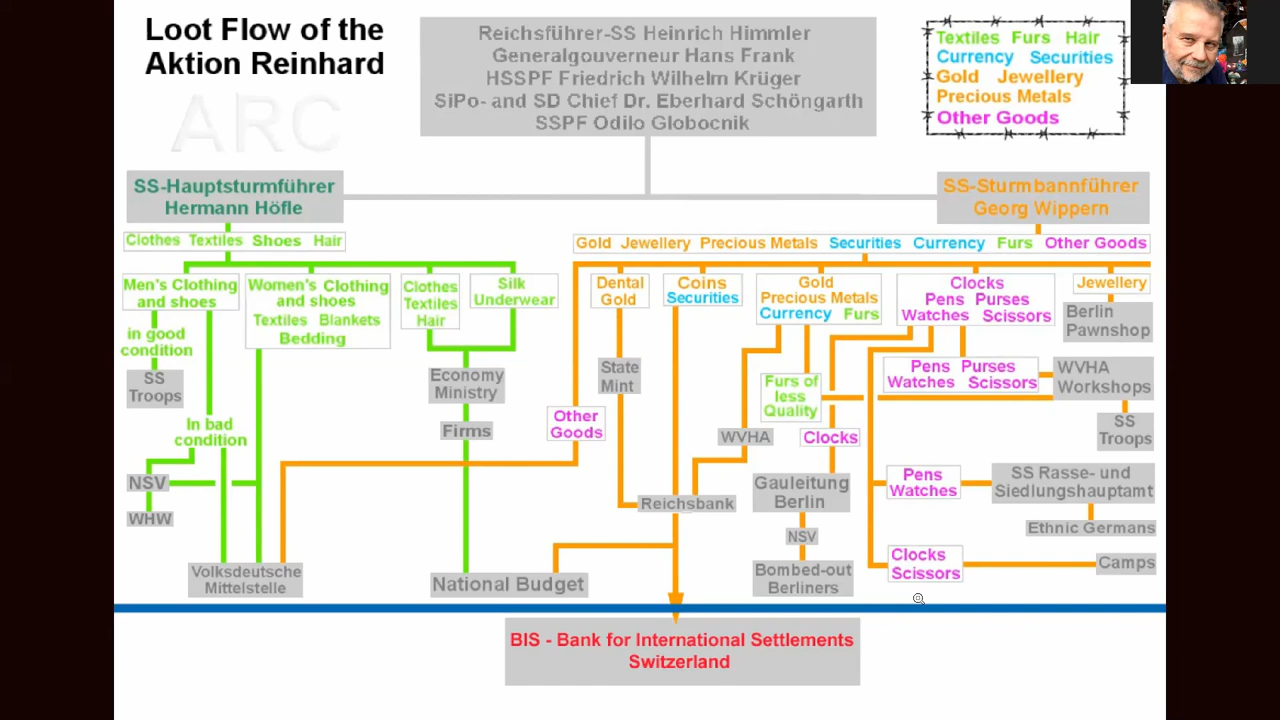 Loot Flow of the
Aktion Reinhard
ARC
Reichsführer-SS Heinrich Himmler
Generalgouverneur Hans Frank
HSSPF Friedrich Wilhelm Krüger
SiPo- and SD Chief Dr. Eberhard Schöngarth
SSPF Odilo Globocnik
Textiles Furs Hair
Currency Securities
Gold Jewellery
Precious Metals
Other Goods
SS-Hauptsturmführer
Hermann Höfle
SS-Sturmbannführer
Georg Wippern
Clothes Textiles Shoes Hair
Gold Jewellery Precious Metals Securities Currency Furs Other Goods
Men's Clothing
and shoes
Women's Clothing
and shoes
Textiles Blankets
Bedding
Clothes
Textiles
Hair
Silk
Underwear
Dental
Gold
Coins
Securities
Gold
Precious Metals
Currency Furs
Clocks
Pens Purses
Watches Scissors
Jewellery
Berlin
Pawnshop
in good
condition
SS
Troops
In bad
condition
NSV
WHW
Volksdeutsche
Mittelstelle
Economy
Ministry
Firms
National Budget
Other
Goods
State
Mint
Reichsbank
WVHA
Furs of
less
Quality
Clocks
Gauleitung
Berlin
NSV
Bombed-out
Berliners
Pens Purses
Watches Scissors
WVHA
Workshops
SS
Troops
Pens
Watches
SS Rasse- und
Siedlungshauptamt
Ethnic Germans
Clocks
Scissors
Camps
BIS - Bank for International Settlements
Switzerland